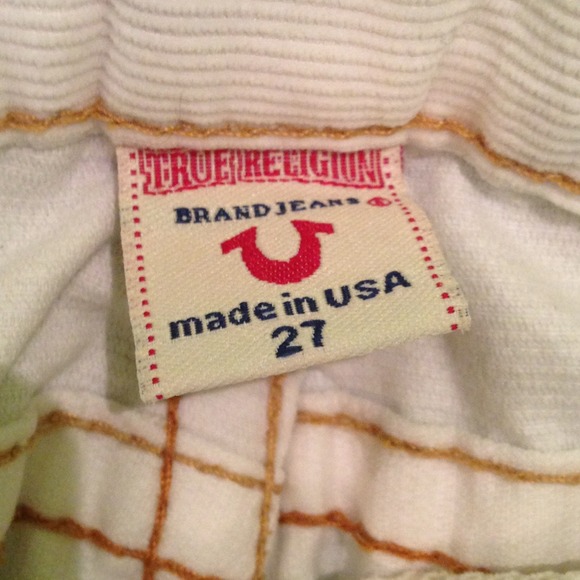 TRUE RELIGION
BRAND JEANS ®
made in USA
27